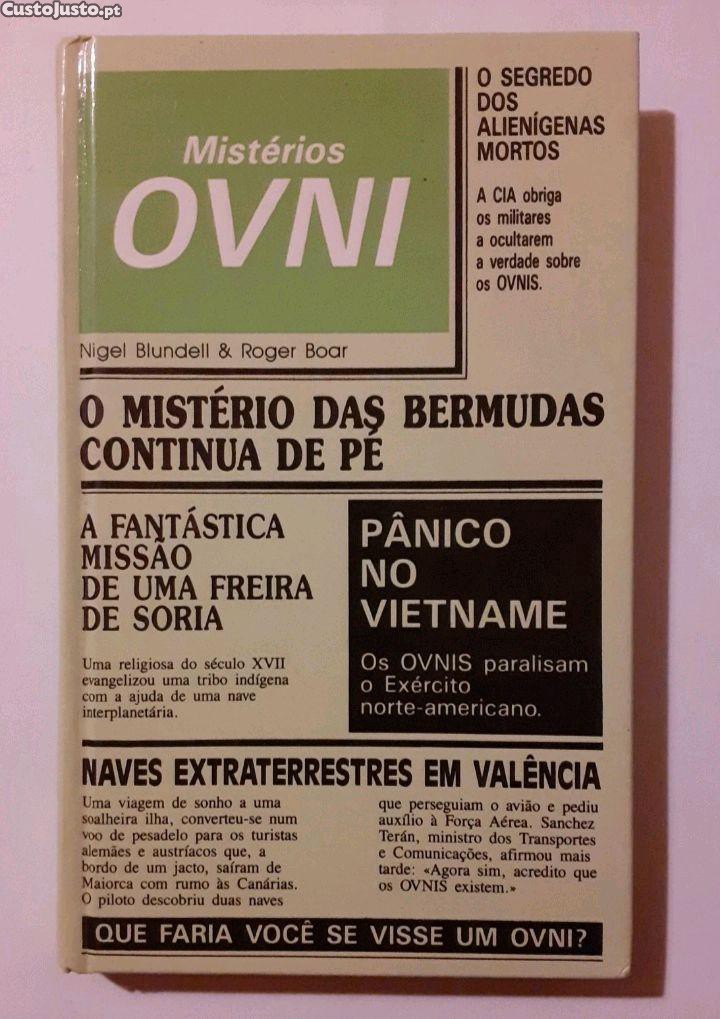 CustoJusto.pt
Mistérios
OVNI
Nigel Blundell & Roger Boar
O SEGREDO
DOS
ALIENÍGENAS
MORTOS
A CIA obriga
os militares
a ocultarem
a verdade sobre
os OVNIS.
O MISTÉRIO DAS BERMUDAS
CONTINUA DE PÉ
A FANTÁSTICA
MISSÃO
DE UMA FREIRA
DE SORIA
Uma religiosa do século XVII
evangelizou uma tribo indígena
com a ajuda de uma nave
interplanetária.
PÂNICO
NO
VIETNAME
Os OVNIS paralisam
o Exército
norte-americano.
NAVES EXTRATERRESTRES EM VALÊNCIA
Uma viagem de sonho a uma
soalheira ilha, converteu-se num
voo de pesadelo para os turistas
alemães e austríacos que, a
bordo de um jacto, saíram de
Maiorca com rumo às Canárias.
O piloto descobriu duas naves
que perseguiam o avião e pediu
auxílio à Força Aérea. Sanchez
Terán, ministro dos Transportes
e Comunicações, afirmou mais
tarde: «Agora sim, acredito que
os OVNIS existem.»
QUE FARIA VOCÊ SE VISSE UM OVNI?